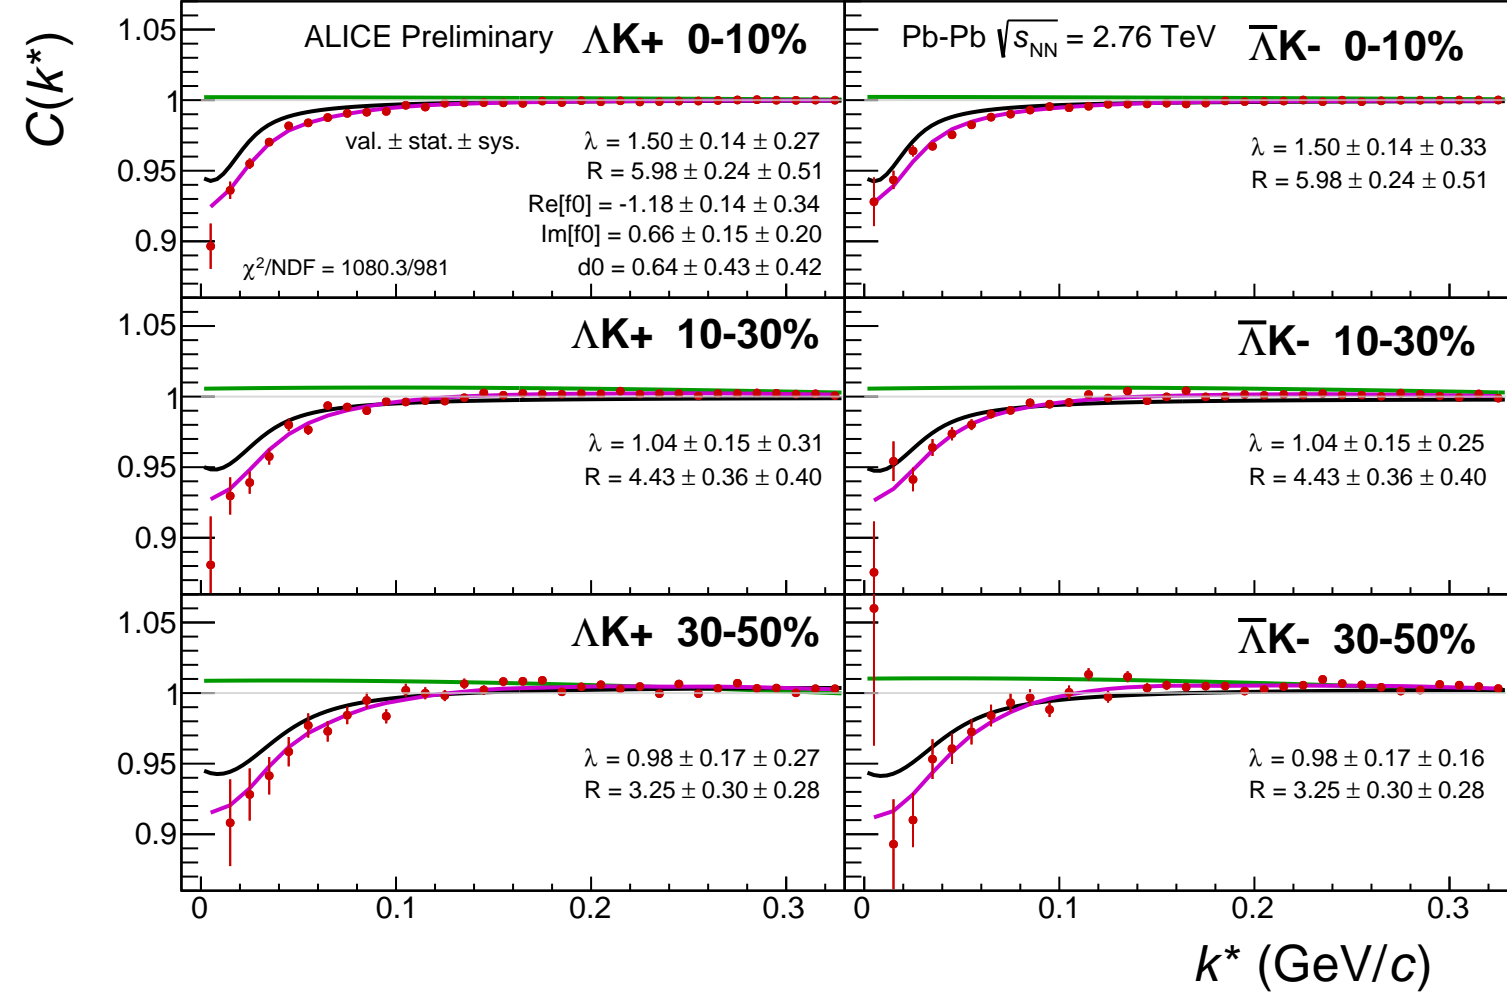 C(k*)
ALICE Preliminary ΛK+ 0-10%
1.05
1
0.95
0.9
val. ± stat. ± sys.
λ = 1.50 ± 0.14 ± 0.27
R = 5.98 ± 0.24 ± 0.51
Re[f0] = -1.18 ± 0.14 ± 0.34
Im[f0] = 0.66 ± 0.15 ± 0.20
d0 = 0.64 ± 0.43 ± 0.42
χ²/NDF = 1080.3/981
Pb-Pb √s_NN = 2.76 TeV Λ̅K- 0-10%
λ = 1.50 ± 0.14 ± 0.33
R = 5.98 ± 0.24 ± 0.51
ΛK+ 10-30%
1.05
1
0.95
0.9
λ = 1.04 ± 0.15 ± 0.31
R = 4.43 ± 0.36 ± 0.40
Λ̅K- 10-30%
λ = 1.04 ± 0.15 ± 0.25
R = 4.43 ± 0.36 ± 0.40
ΛK+ 30-50%
1.05
1
0.95
0.9
λ = 0.98 ± 0.17 ± 0.27
R = 3.25 ± 0.30 ± 0.28
Λ̅K- 30-50%
λ = 0.98 ± 0.17 ± 0.16
R = 3.25 ± 0.30 ± 0.28
0 0.1 0.2 0.3
0 0.1 0.2 0.3
k* (GeV/c)